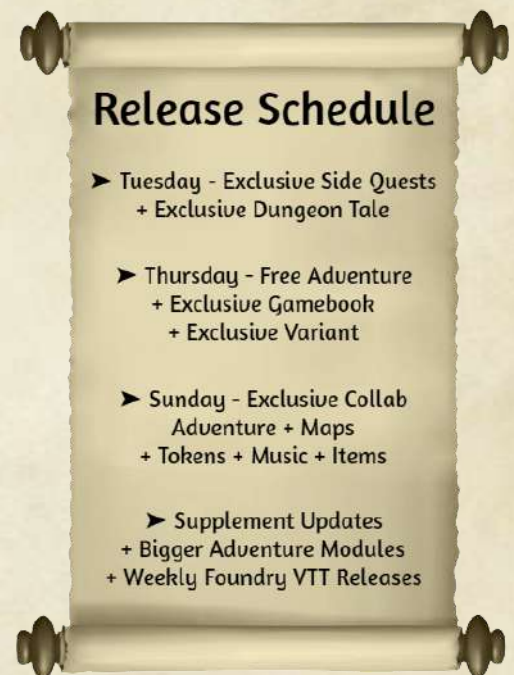 Release Schedule
➤ Tuesday - Exclusive Side Quests
+ Exclusive Dungeon Tale
➤ Thursday - Free Adventure
+ Exclusive Gamebook
+ Exclusive Variant
➤ Sunday - Exclusive Collab
Adventure + Maps
+ Tokens + Music + Items
➤ Supplement Updates
+ Bigger Adventure Modules
+ Weekly Foundry VTT Releases